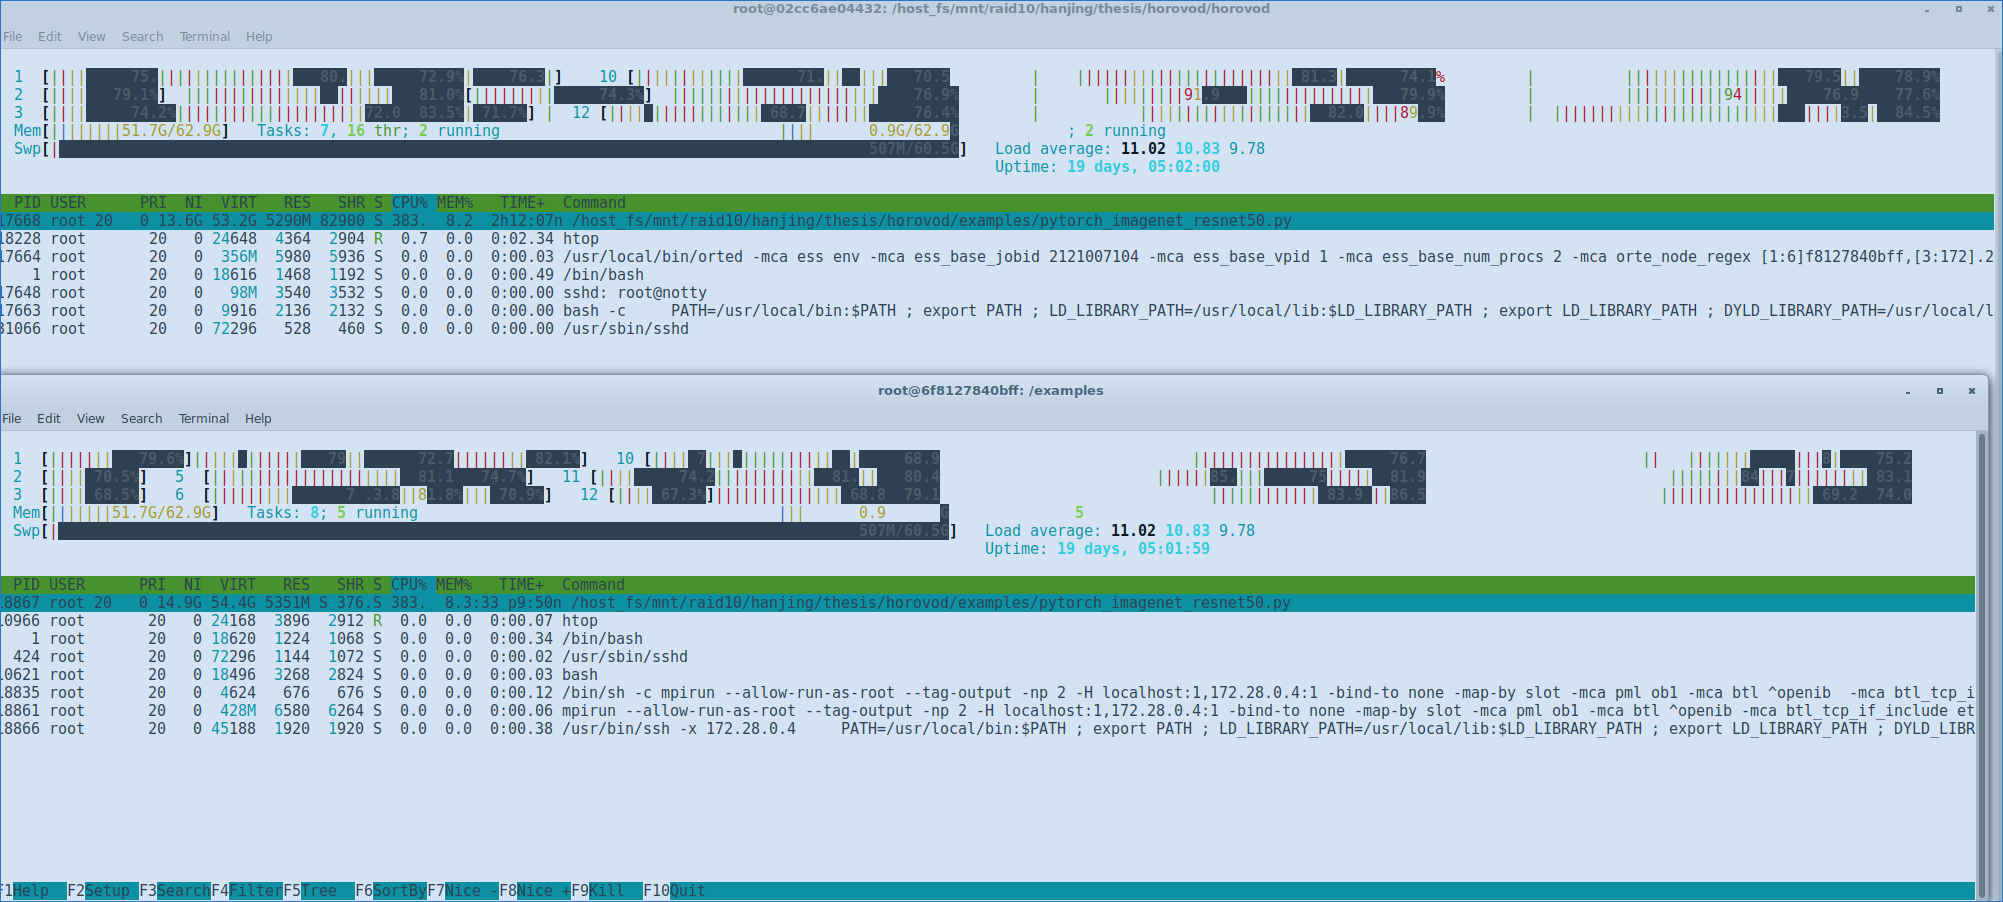 root@02cc6ae04432: /host_fs/mnt/raid10/hanjing/thesis/horovod/horovod
File Edit View Search Terminal Help
1 [|||| 75.||||||||||||||| 80.||| 72.9%| 76.3|] 10 [|||||||||||| 71.|| ||| 70.5 | |||||||||||||||||||||||| 81.3| 74.1% | ||||||||||||||||| 79.5|| 78.9%
2 [|||| 79.1%] ||||||||||||||| |||||| 81.0%[||||||||| 74.3%] ||||||||||||||||||||||| 76.9% | |||||||||91.9 |||||||||||||| 79.9% | |||||||||||94||||| 76.9 77.6%
3 [|||| 74.2%|||||||||||||||||||||72.0 83.5%| 71.7%] | 12 [|||| |||||||||||| 68.7||||||| 76.4% | ||||||||||||||||||| 82.0||||89.9% | ||||||||||||||||||||||||| ||||3.5| 84.5%
Mem[||||||||51.7G/62.9G] Tasks: 7, 16 thr; 2 running |||| 0.9G/62.9G ; 2 running
Swp[| 507M/60.5G] Load average: 11.02 10.83 9.78
Uptime: 19 days, 05:02:00
PID USER PRI NI VIRT RES SHR S CPU% MEM% TIME+ Command
17668 root 20 0 13.6G 53.2G 5290M 82900 S 383. 8.2 2h12:07n /host_fs/mnt/raid10/hanjing/thesis/horovod/examples/pytorch_imagenet_resnet50.py
18228 root 20 0 24648 4364 2904 R 0.7 0.0 0:02.34 htop
17664 root 20 0 356M 5980 5936 S 0.0 0.0 0:00.03 /usr/local/bin/orted -mca ess env -mca ess_base_jobid 2121007104 -mca ess_base_vpid 1 -mca ess_base_num_procs 2 -mca orte_node_regex [1:6]f8127840bff,[3:172].2
1 root 20 0 18616 1468 1192 S 0.0 0.0 0:00.49 /bin/bash
17648 root 20 0 98M 3540 3532 S 0.0 0.0 0:00.00 sshd: root@notty
17663 root 20 0 9916 2136 2132 S 0.0 0.0 0:00.00 bash -c PATH=/usr/local/bin:$PATH ; export PATH ; LD_LIBRARY_PATH=/usr/local/lib:$LD_LIBRARY_PATH ; export LD_LIBRARY_PATH ; DYLD_LIBRARY_PATH=/usr/local/l
31066 root 20 0 72296 528 460 S 0.0 0.0 0:00.00 /usr/sbin/sshd
root@6f8127840bff: /examples
File Edit View Search Terminal Help
1 [||||||| 79.6%]||||| |||||| 79|| 72.7|||||||| 82.1%] 10 [|||| 7||| |||||||||| | 68.9 ||||||||||||||||| 76.7 || ||||||| |||8| 75.2
2 [|||| 70.5%] 5 [||||||||||||||||||||| 81.1 74.7%] 11 [|||| 74.2||||||||||| 81.|| 80.4 ||||||85.||| 75||||| 81.9 ||||||||84|||7|||||||| 83.1
3 [|||| 68.5%] 6 [||||||||| 7 .3.8||81.8%||| 70.9%] 12 [|||| 67.3%]|||||||||||||| 68.8 79.1 |||||||||||| 83.9 ||86.5 ||||||||||||||||| 69.2 74.0
Mem[|||||||51.7G/62.9G] Tasks: 8; 5 running ||| 0.9 G 5
Swp[| 507M/60.5G] Load average: 11.02 10.83 9.78
Uptime: 19 days, 05:01:59
PID USER PRI NI VIRT RES SHR S CPU% MEM% TIME+ Command
18867 root 20 0 14.9G 54.4G 5351M S 376.S 383. 8.3:33 p9:50n /host_fs/mnt/raid10/hanjing/thesis/horovod/examples/pytorch_imagenet_resnet50.py
10966 root 20 0 24168 3896 2912 R 0.0 0.0 0:00.07 htop
1 root 20 0 18620 1224 1068 S 0.0 0.0 0:00.34 /bin/bash
424 root 20 0 72296 1144 1072 S 0.0 0.0 0:00.02 /usr/sbin/sshd
10621 root 20 0 18496 3268 2824 S 0.0 0.0 0:00.03 bash
18835 root 20 0 4624 676 676 S 0.0 0.0 0:00.12 /bin/sh -c mpirun --allow-run-as-root --tag-output -np 2 -H localhost:1,172.28.0.4:1 -bind-to none -map-by slot -mca pml ob1 -mca btl ^openib -mca btl_tcp_i
18861 root 20 0 428M 6580 6264 S 0.0 0.0 0:00.06 mpirun --allow-run-as-root --tag-output -np 2 -H localhost:1,172.28.0.4:1 -bind-to none -map-by slot -mca pml ob1 -mca btl ^openib -mca btl_tcp_if_include et
18866 root 20 0 45188 1920 1920 S 0.0 0.0 0:00.38 /usr/bin/ssh -x 172.28.0.4 PATH=/usr/local/bin:$PATH ; export PATH ; LD_LIBRARY_PATH=/usr/local/lib:$LD_LIBRARY_PATH ; export LD_LIBRARY_PATH ; DYLD_LIBR
F1Help F2Setup F3SearchF4FilterF5Tree F6SortByF7Nice -F8Nice +F9Kill F10Quit